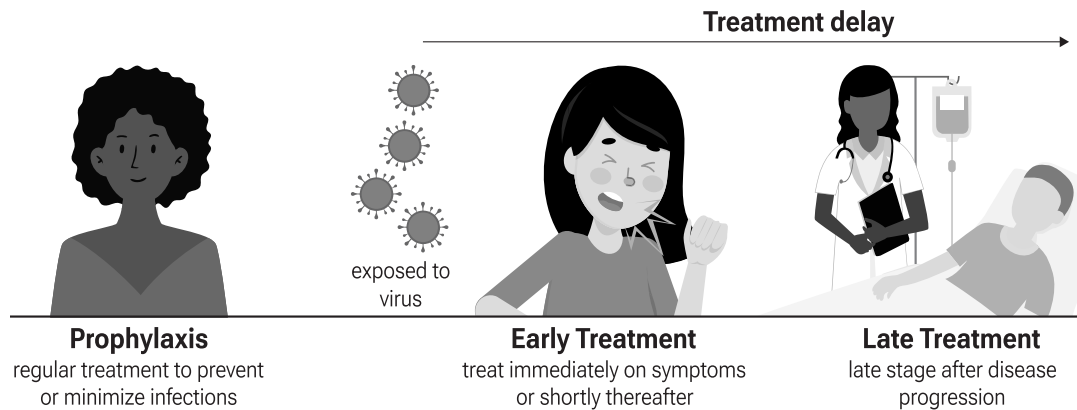 Treatment delay
exposed to
virus
Prophylaxis
regular treatment to prevent
or minimize infections
Early Treatment
treat immediately on symptoms
or shortly thereafter
Late Treatment
late stage after disease
progression